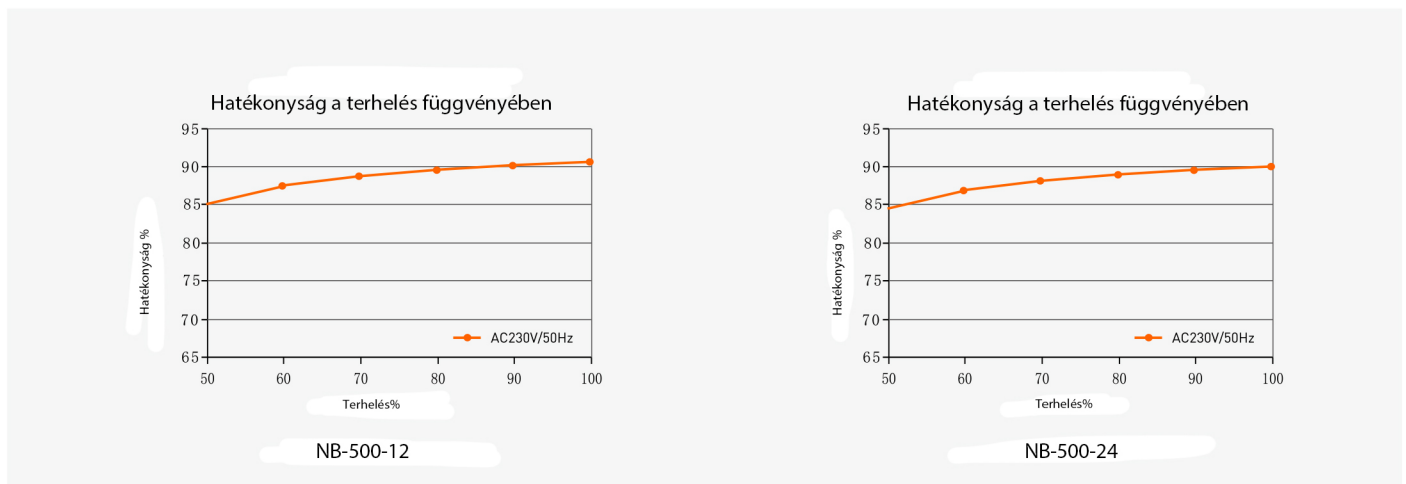 Hatékonyság a terhelés függvényében
95
90
85
80
75
70
65
Hatékonyság %
AC230V/50Hz
50 60 70 80 90 100
Terhelés%
NB-500-12
Hatékonyság a terhelés függvényében
95
90
85
80
75
70
65
Hatékonyság %
AC230V/50Hz
50 60 70 80 90 100
Terhelés%
NB-500-24